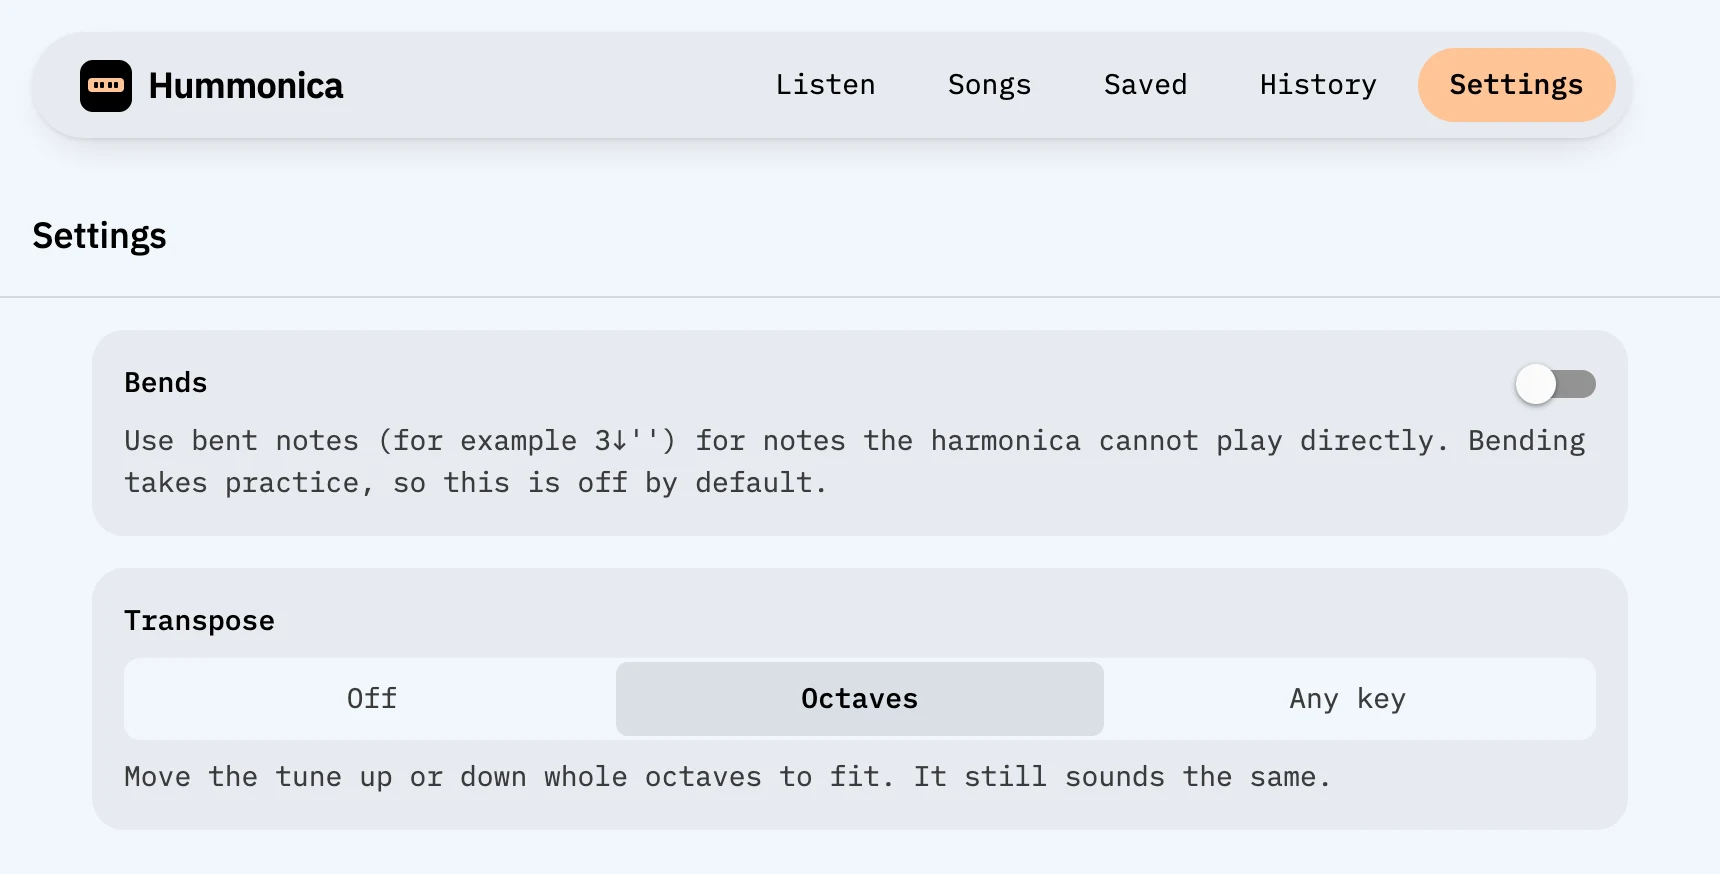 Hummonica
Listen
Songs
Saved
History
Settings
Settings
Bends
Use bent notes (for example 3↓'') for notes the harmonica cannot play directly. Bending
takes practice, so this is off by default.
Transpose
Off
Octaves
Any key
Move the tune up or down whole octaves to fit. It still sounds the same.